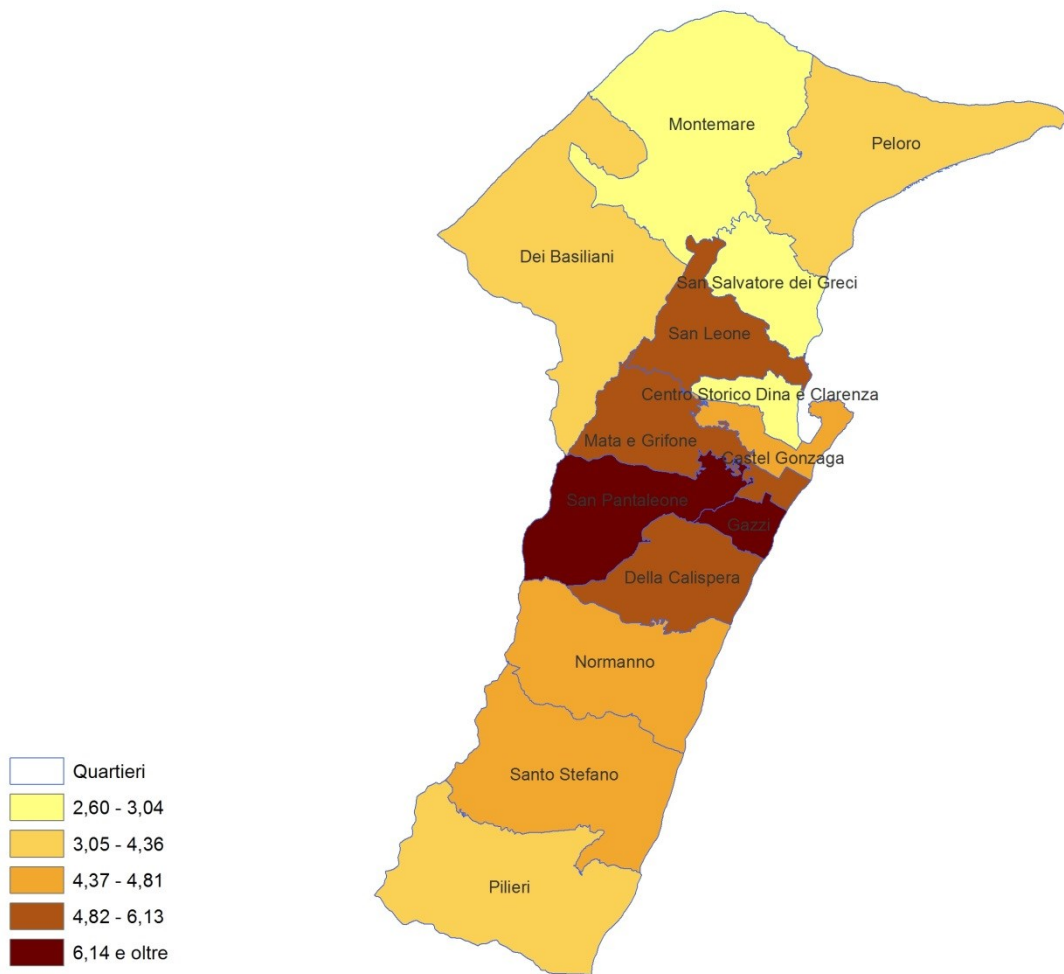 Montemare
Peloro
Dei Basiliani
San Salvatore dei Greci
San Leone
Centro Storico Dina e Clarenza
Mata e Grifone
Castel Gonzaga
San Pantaleone
Gazzi
Della Calispera
Normanno
Santo Stefano
Pilieri
Quartieri
2,60 - 3,04
3,05 - 4,36
4,37 - 4,81
4,82 - 6,13
6,14 e oltre